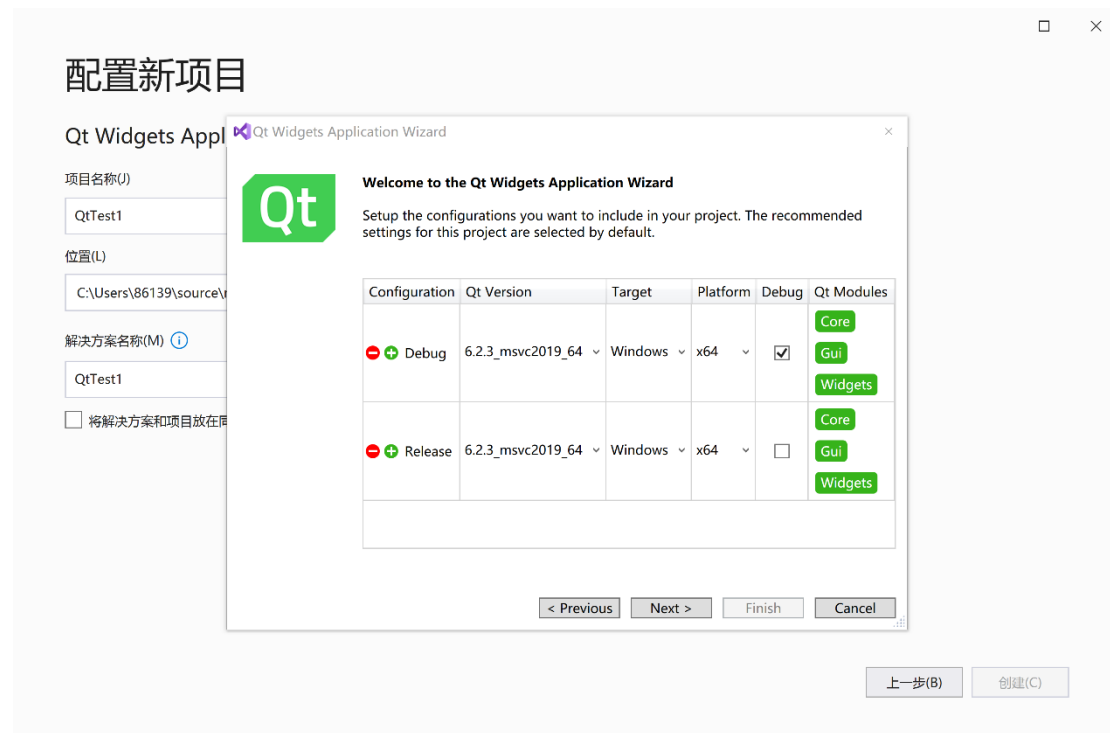 配置新项目
Qt Widgets Appl
项目名称(J)
QtTest1
位置(L)
C:\Users\86139\source\r
解决方案名称(M)
QtTest1
将解决方案和项目放在同
Qt Widgets Application Wizard
Qt
Welcome to the Qt Widgets Application Wizard
Setup the configurations you want to include in your project. The recommended
settings for this project are selected by default.
Configuration Qt Version Target Platform Debug Qt Modules
Debug 6.2.3_msvc2019_64 Windows x64 Core
Gui
Widgets
Release 6.2.3_msvc2019_64 Windows x64 Core
Gui
Widgets
< Previous Next > Finish Cancel
上一步(B) 创建(C)